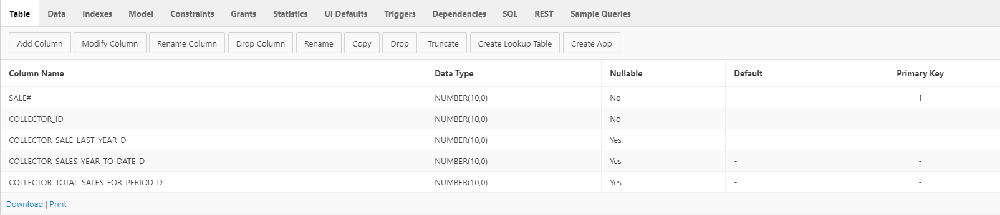 Table Data Indexes Model Constraints Grants Statistics UI Defaults Triggers Dependencies SQL REST Sample Queries
Add Column Modify Column Rename Column Drop Column Rename Copy Drop Truncate Create Lookup Table Create App
Column Name Data Type Nullable Default Primary Key
SALE# NUMBER(10,0) No - 1
COLLECTOR_ID NUMBER(10,0) No - -
COLLECTOR_SALE_LAST_YEAR_D NUMBER(10,0) Yes - -
COLLECTOR_SALES_YEAR_TO_DATE_D NUMBER(10,0) Yes - -
COLLECTOR_TOTAL_SALES_FOR_PERIOD_D NUMBER(10,0) Yes - -
Download | Print